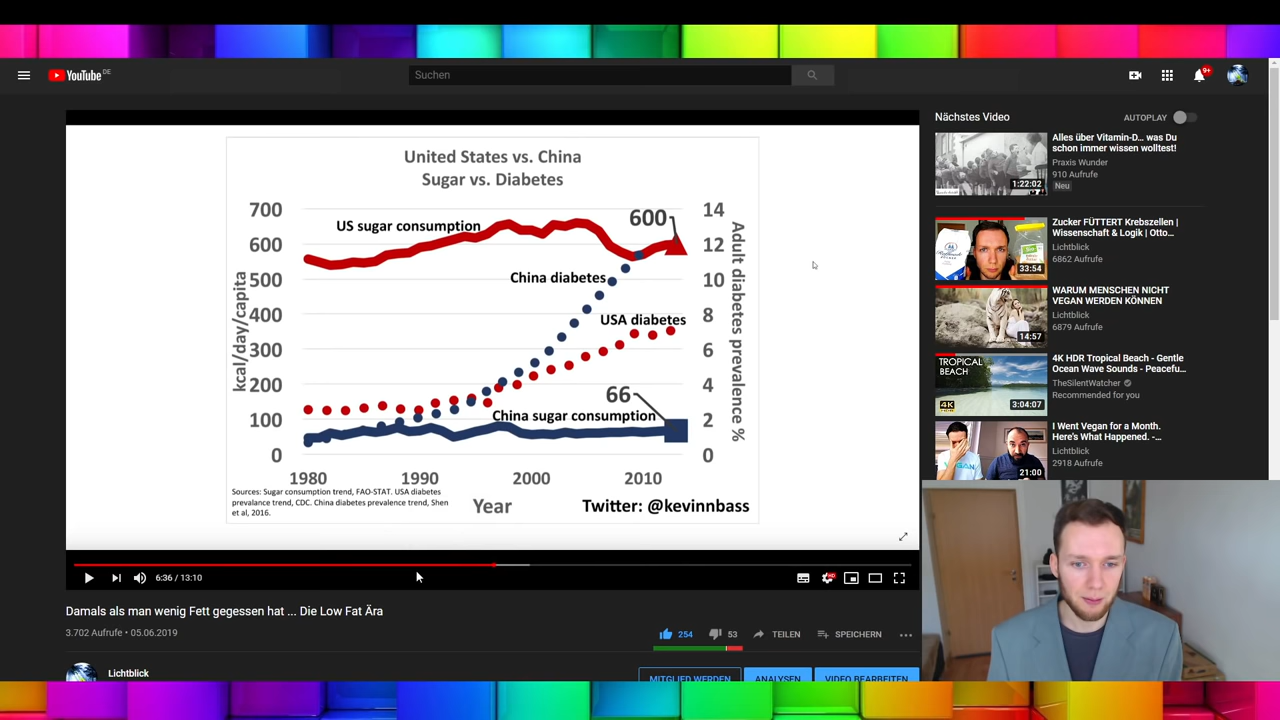 YouTube DE
Suchen
9+
United States vs. China
Sugar vs. Diabetes
700
600
500
400
300
200
100
0
kcal/day/capita
14
12
10
8
6
4
2
0
Adult diabetes prevalence %
US sugar consumption
600
China diabetes
USA diabetes
66
China sugar consumption
1980
1990
2000
2010
Year
Sources: Sugar consumption trend, FAO-STAT. USA diabetes
prevalance trend, CDC. China diabetes prevalence trend, Shen
et al, 2016.
Twitter: @kevinnbass
6:36 / 13:10
HD
Damals als man wenig Fett gegessen hat ... Die Low Fat Ära
3.702 Aufrufe • 05.06.2019
254
53
TEILEN
SPEICHERN
Lichtblick
MITGLIED WERDEN
ANALYSEN
VIDEO BEARBEITEN
Nächstes Video
AUTOPLAY
1:22:02
Alles über Vitamin-D... was Du
schon immer wissen wolltest!
Praxis Wunder
910 Aufrufe
Neu
33:54
Zucker FÜTTERT Krebszellen |
Wissenschaft & Logik | Otto...
Lichtblick
6862 Aufrufe
14:57
WARUM MENSCHEN NICHT
VEGAN WERDEN KÖNNEN
Lichtblick
6879 Aufrufe
TROPICAL
BEACH
4K
3:04:07
4K HDR Tropical Beach - Gentle
Ocean Wave Sounds - Peacefu...
TheSilentWatcher
Recommended for you
21:00
I Went Vegan for a Month.
Here's What Happened. -...
Lichtblick
2918 Aufrufe